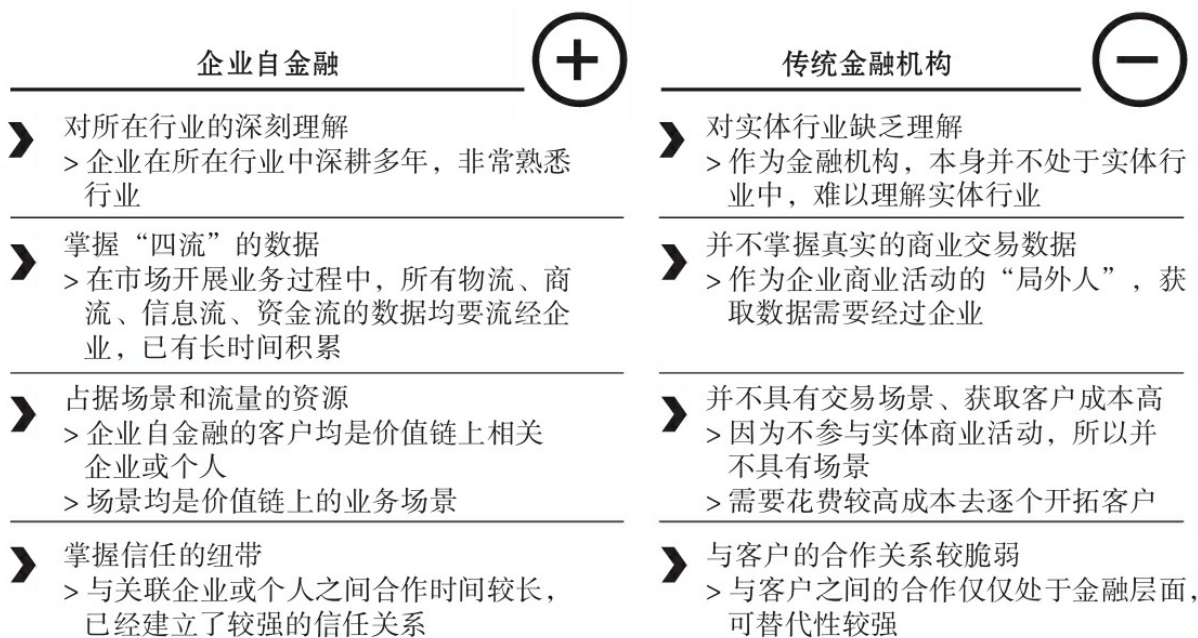 企业自金融
对所在行业的深刻理解
> 企业在所在行业中深耕多年，非常熟悉
行业
掌握“四流”的数据
> 在市场开展业务过程中，所有物流、商
流、信息流、资金流的数据均要流经企
业，已有长时间积累
占据场景和流量的资源
> 企业自金融的客户均是价值链上相关
企业或个人
> 场景均是价值链上的业务场景
掌握信任的纽带
> 与关联企业或个人之间合作时间较长，
已经建立了较强的信任关系
传统金融机构
对实体行业缺乏理解
> 作为金融机构，本身并不处于实体行
业中，难以理解实体行业
并不掌握真实的商业交易数据
> 作为企业商业活动的“局外人”，获
取数据需要经过企业
并不具有交易场景、获取客户成本高
> 因为不参与实体商业活动，所以并
不具有场景
> 需要花费较高成本去逐个开拓客户
与客户的合作关系较脆弱
> 与客户之间的合作仅仅处于金融层面，
可替代性较强